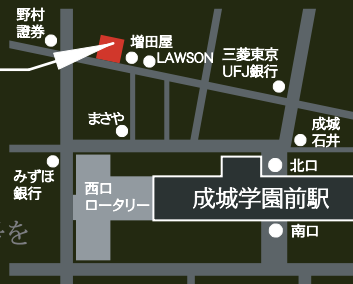 野村
證券
増田屋
LAWSON
三菱東京
UFJ銀行
まさや
成城
石井
みずほ
銀行
北口
西口
ロータリー
成城学園前駅
南口
を